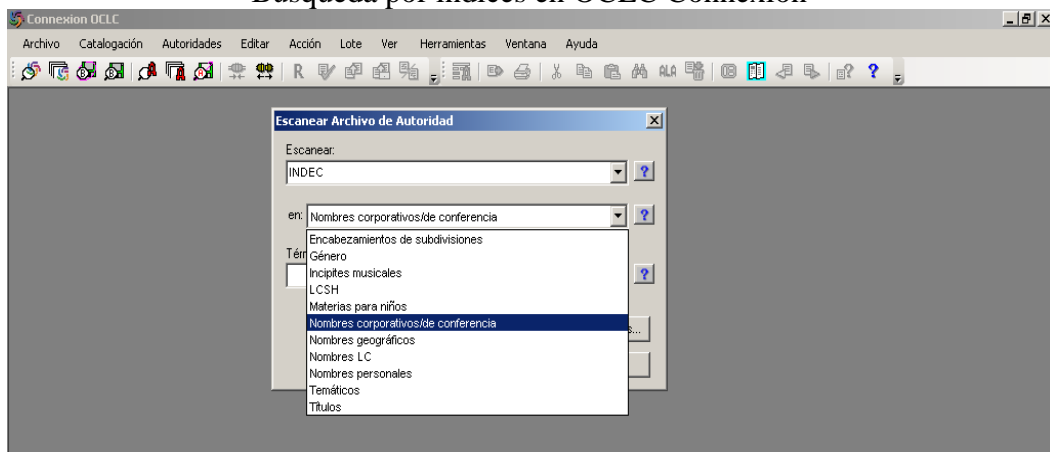 Búsqueda por índices en OCLC Connexion
Connexion OCLC
Archivo Catalogación Autoridades Editar Acción Lote Ver Herramientas Ventana Ayuda
Escanear Archivo de Autoridad
Escanear:
INDEC
en: Nombres corporativos/de conferencia
Encabezamientos de subdivisiones
Género
Incipites musicales
LCSH
Materias para niños
Nombres corporativos/de conferencia
Nombres geográficos
Nombres LC
Nombres personales
Temáticos
Títulos